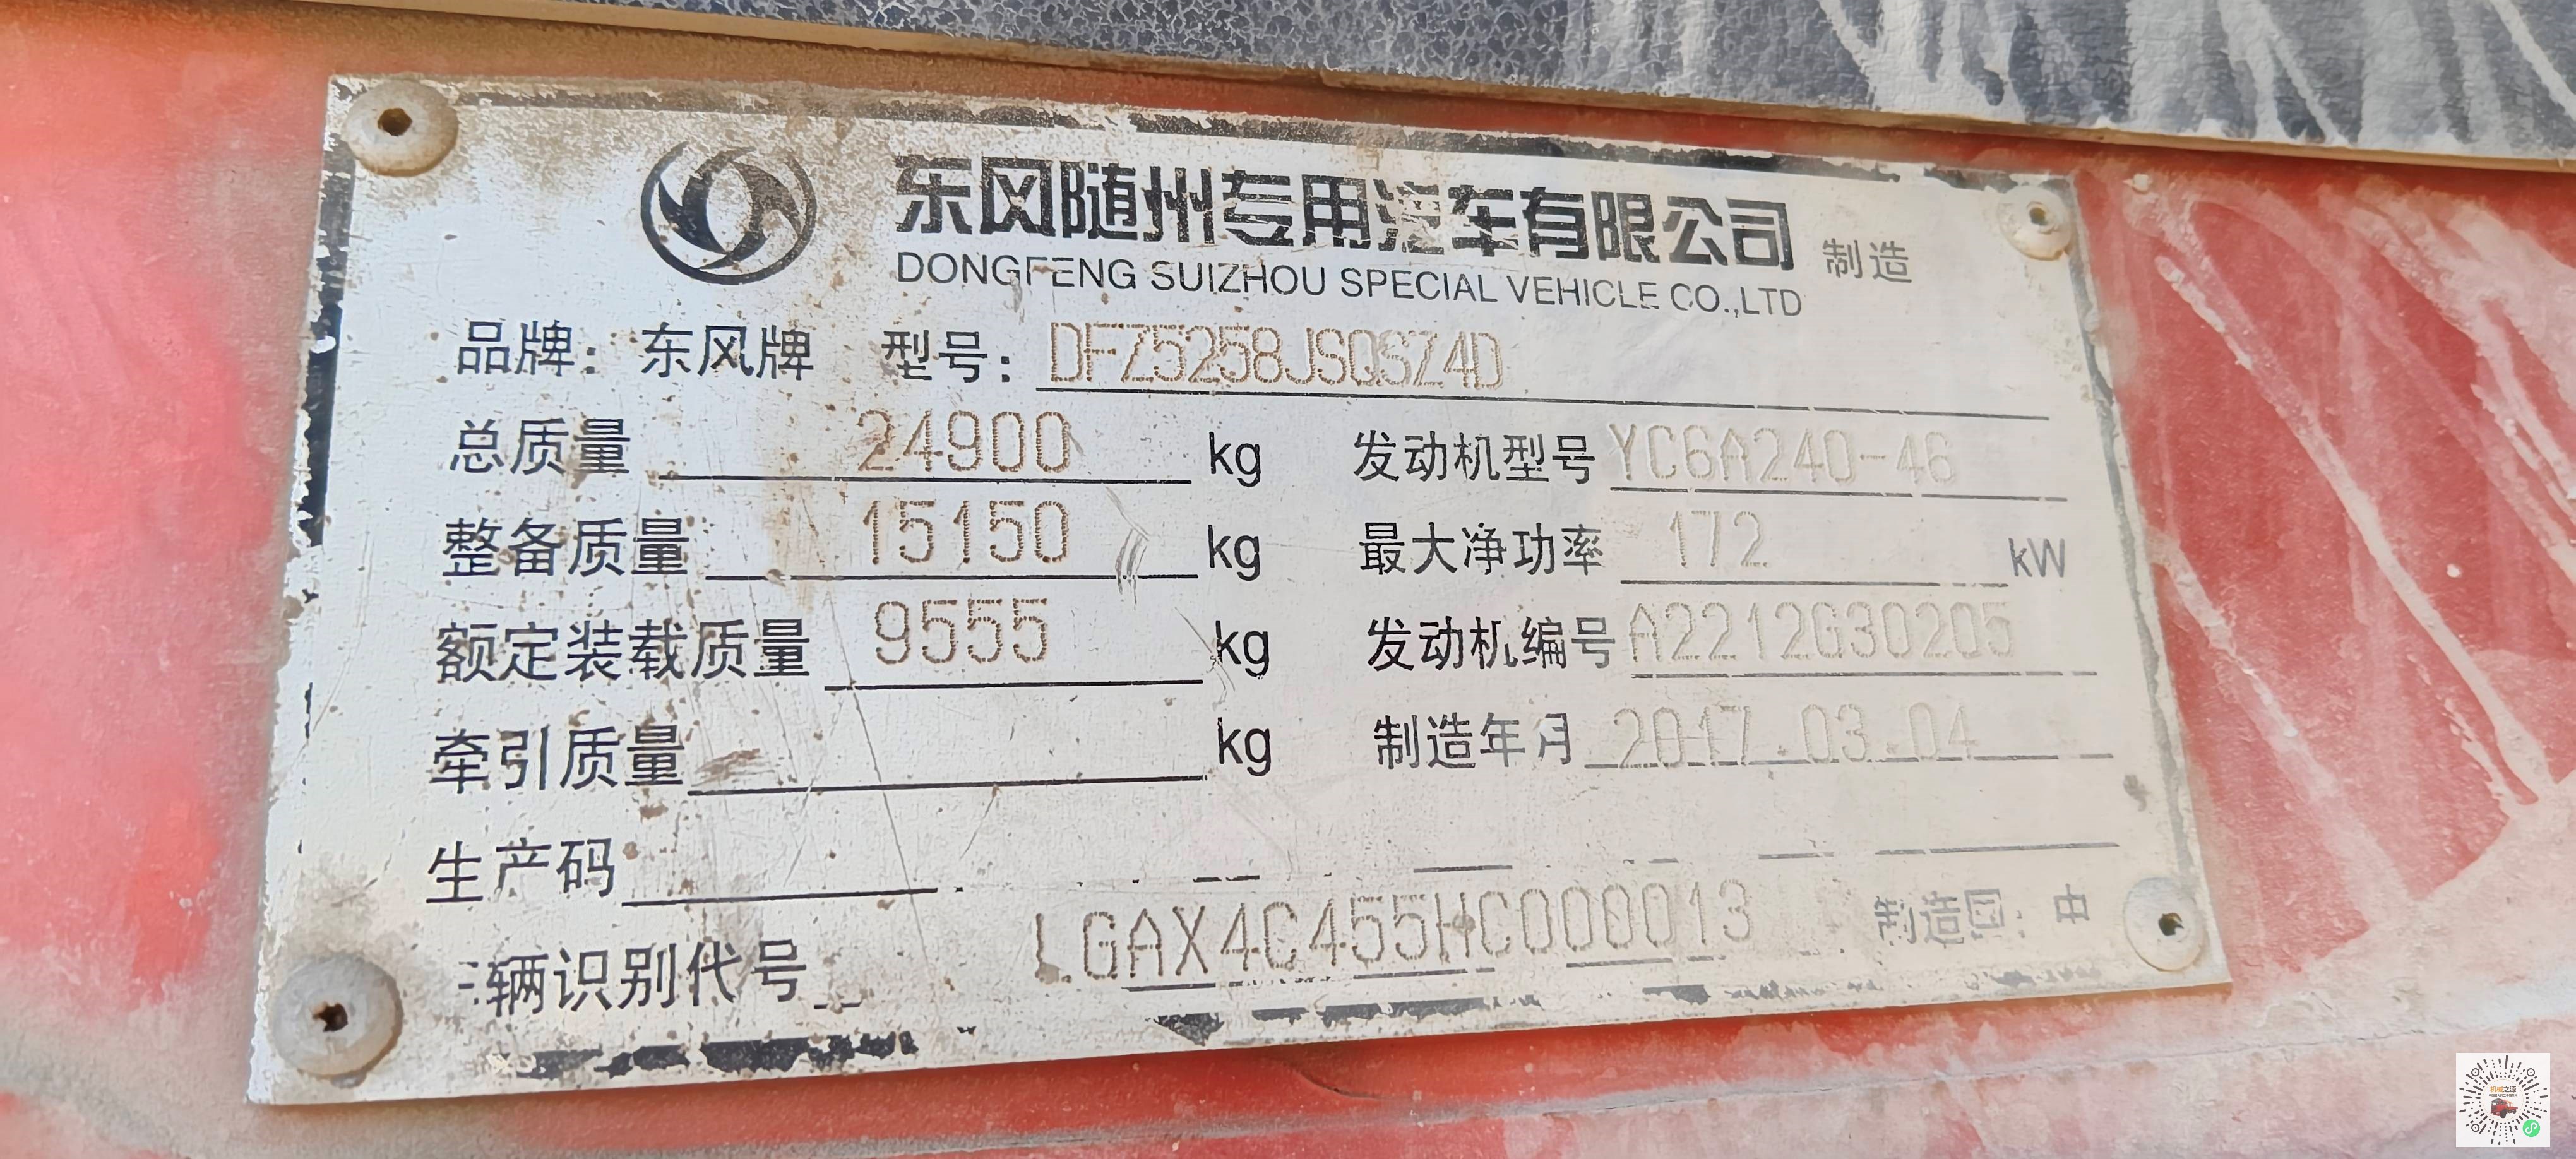 东风随州专用汽车有限公司 制造
DONGFENG SUIZHOU SPECIAL VEHICLE CO.,LTD
品牌：东风牌 型号：DFZ5258JSQSZ4D
总质量 24900 kg 发动机型号 YC6A240-46
整备质量 15150 kg 最大净功率 172 kW
额定装载质量 9555 kg 发动机编号 A2212G30205
牵引质量 kg 制造年月 2017.03.04
生产码
车辆识别代号 LGAX4C455HC000013 制造国：中